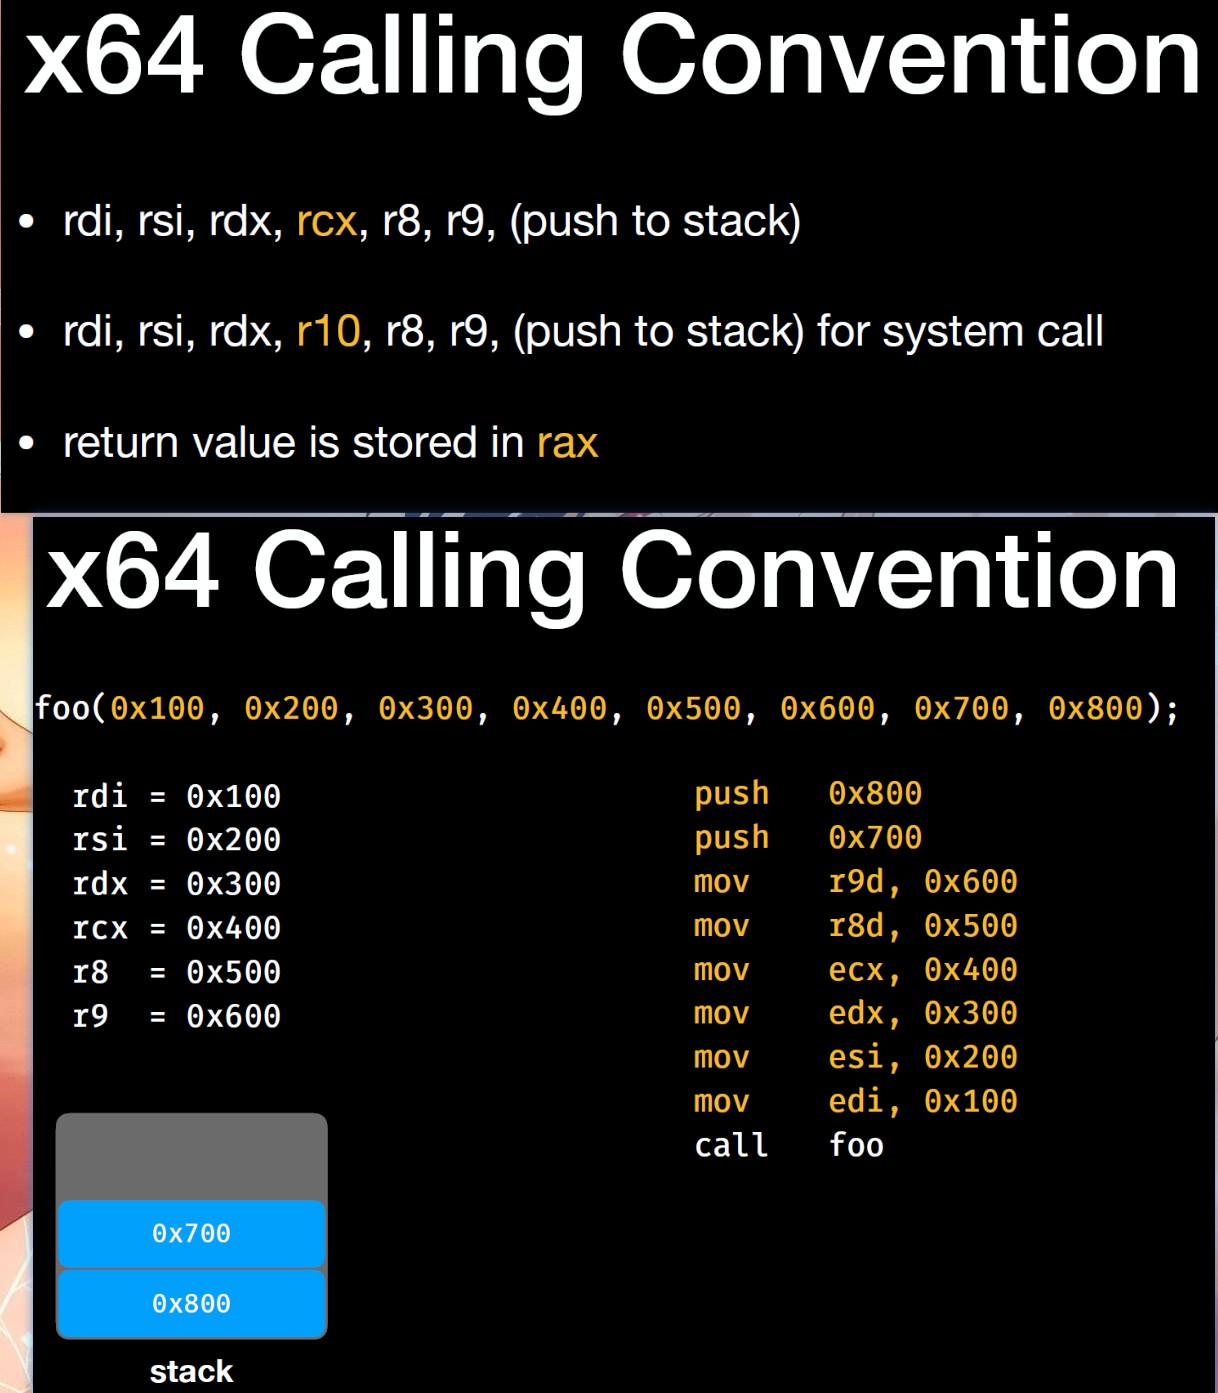 x64 Calling Convention
• rdi, rsi, rdx, rcx, r8, r9, (push to stack)
• rdi, rsi, rdx, r10, r8, r9, (push to stack) for system call
• return value is stored in rax
x64 Calling Convention
foo(0x100, 0x200, 0x300, 0x400, 0x500, 0x600, 0x700, 0x800);
rdi = 0x100
rsi = 0x200
rdx = 0x300
rcx = 0x400
r8 = 0x500
r9 = 0x600
push 0x800
push 0x700
mov r9d, 0x600
mov r8d, 0x500
mov ecx, 0x400
mov edx, 0x300
mov esi, 0x200
mov edi, 0x100
call foo
0x700
0x800
stack